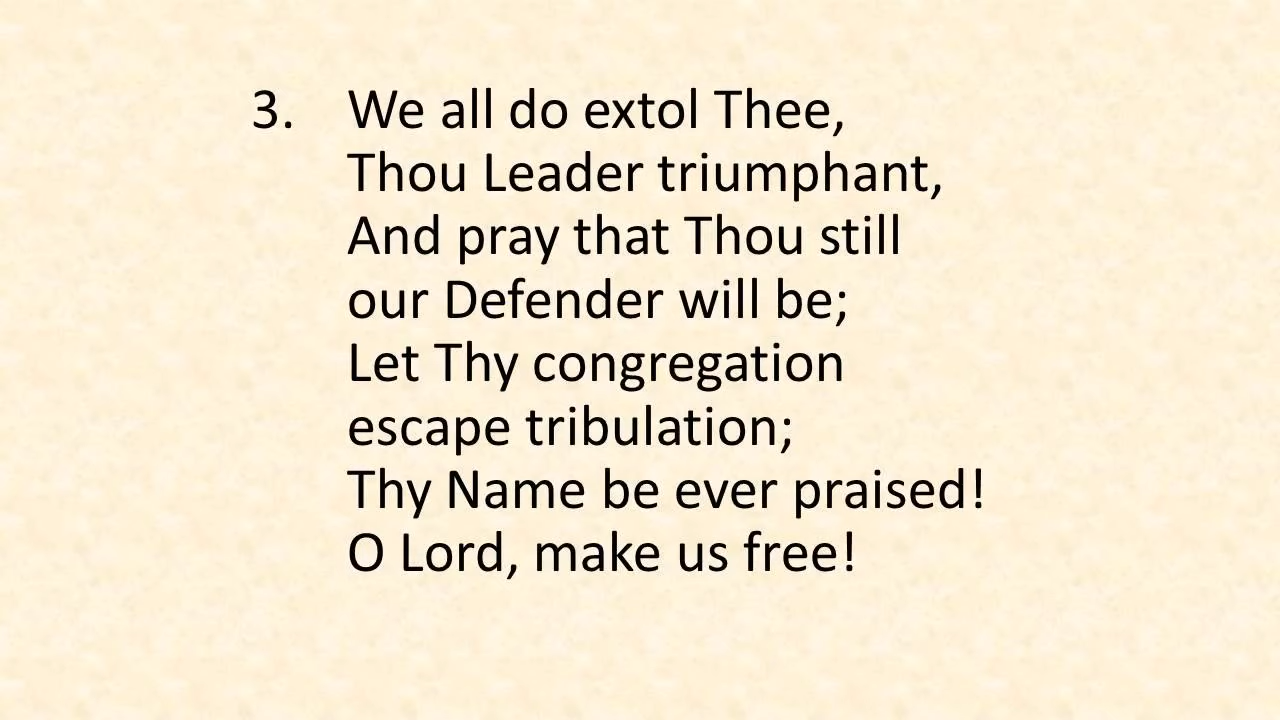 3. We all do extol Thee,
Thou Leader triumphant,
And pray that Thou still
our Defender will be;
Let Thy congregation
escape tribulation;
Thy Name be ever praised!
O Lord, make us free!